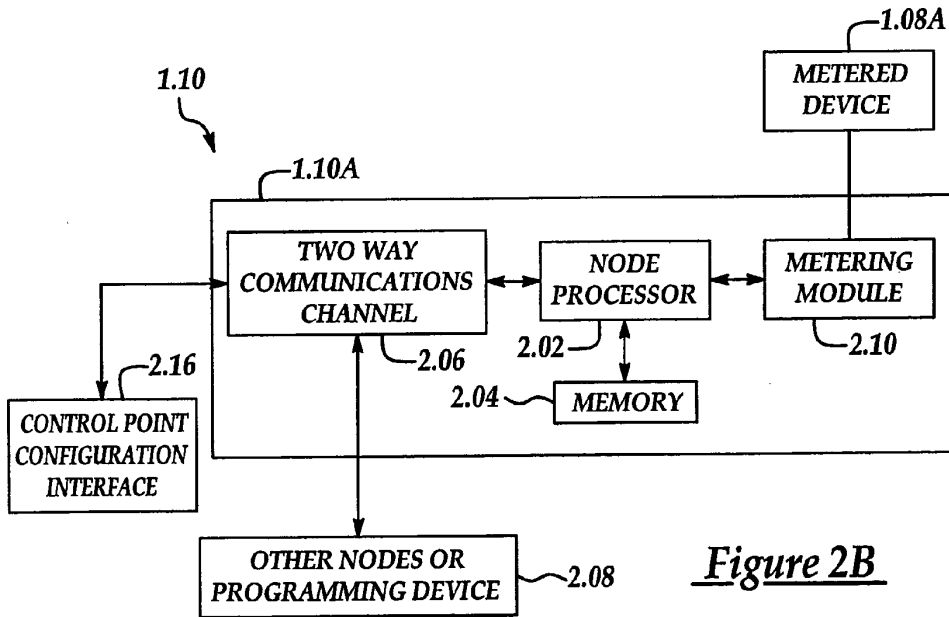 1.08A
METERED
DEVICE
1.10
1.10A
TWO WAY
COMMUNICATIONS
CHANNEL
NODE
PROCESSOR
METERING
MODULE
2.06
2.02
2.10
2.16
2.04
MEMORY
CONTROL POINT
CONFIGURATION
INTERFACE
OTHER NODES OR
PROGRAMMING DEVICE
2.08
Figure 2B